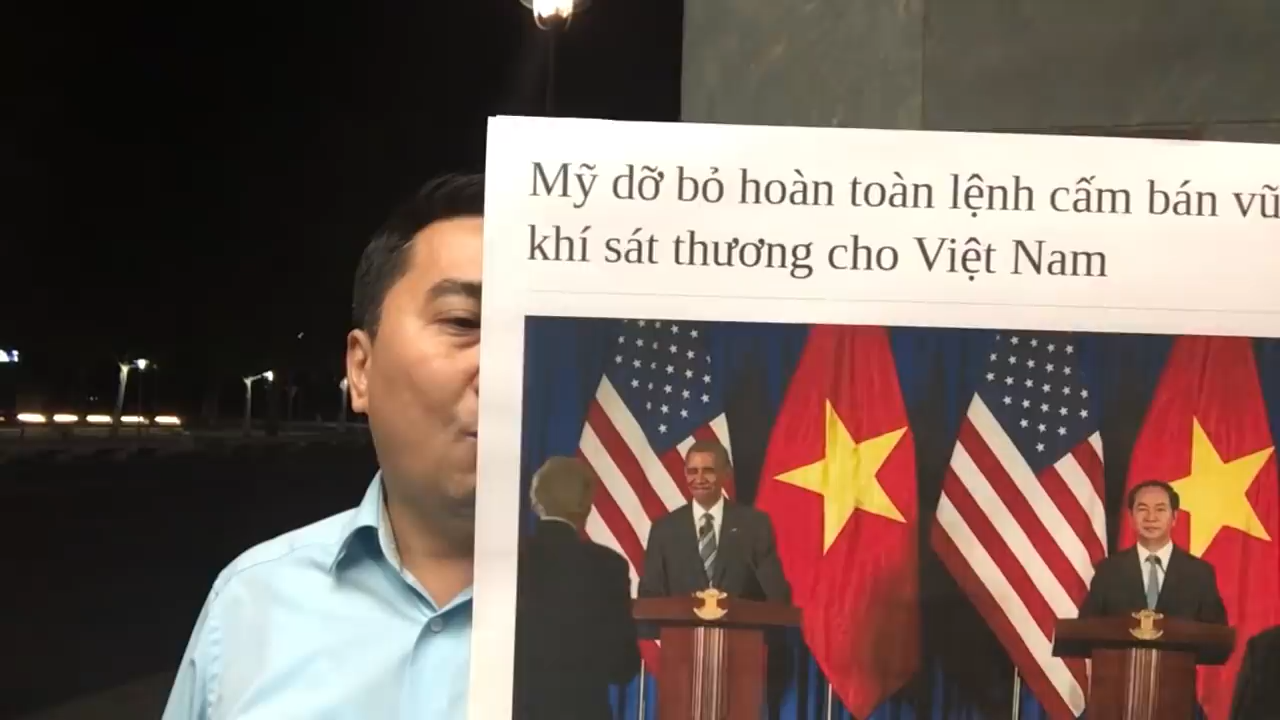 Mỹ dỡ bỏ hoàn toàn lệnh cấm bán vũ
khí sát thương cho Việt Nam